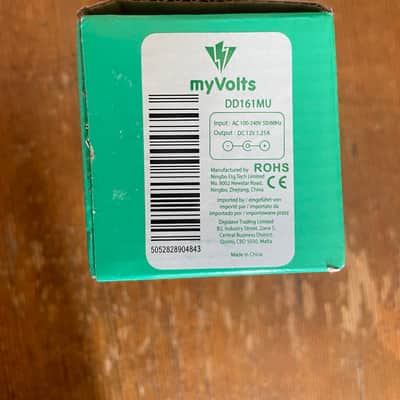 myVolts
DD161MU
Input : AC 100-240V 50/60Hz
Output : DC 12V 1.25A
Manufactured by ROHS
Ningbo Etg Tech Limited
No. 9002 Newstar Road,
Ningbo, Zhejiang, China
CE
Imported by / eingeführt von
importé par / importato da
importado por / importowane przez
Digidave Trading Limited
B2, Industry Street, Zone 5,
Central Business District,
Qormi, CBD 5030, Malta
Made in China
5052828904843